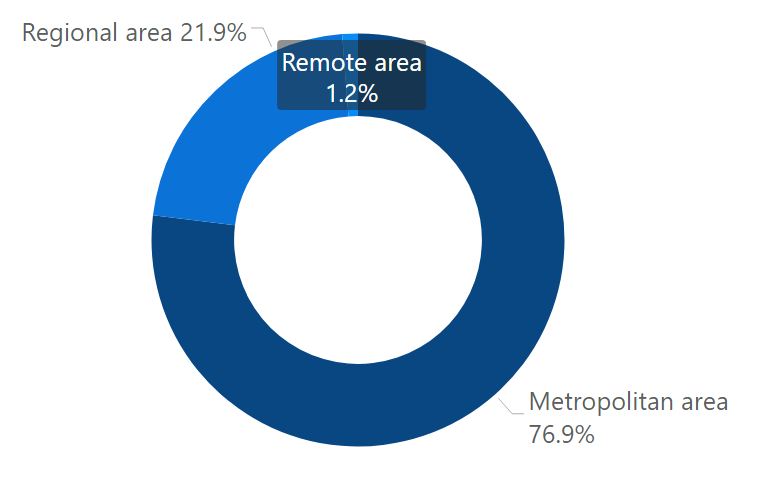 Regional area 21.9%
Remote area
1.2%
Metropolitan area
76.9%